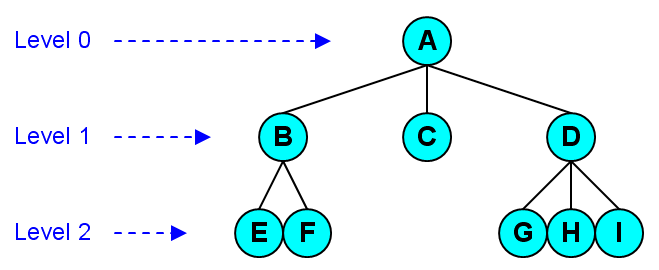 Level 0 A
Level 1 B C D
Level 2 E F G H I